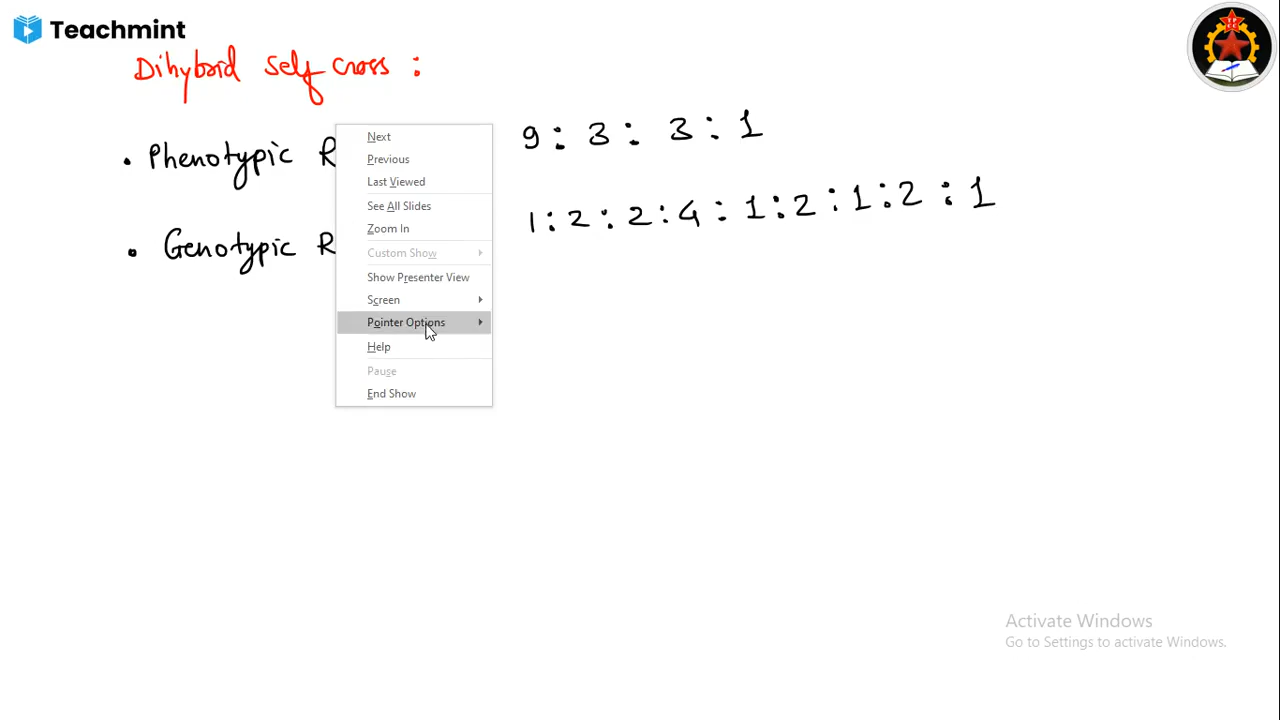 Teachmint
Dihybrid self cross :
• Phenotypic R 9 : 3 : 3 : 1
• Genotypic R 1 : 2 : 2 : 4 : 1 : 2 : 1 : 2 : 1
Next
Previous
Last Viewed
See All Slides
Zoom In
Custom Show
Show Presenter View
Screen
Pointer Options
Help
Pause
End Show
Activate Windows
Go to Settings to activate Windows.